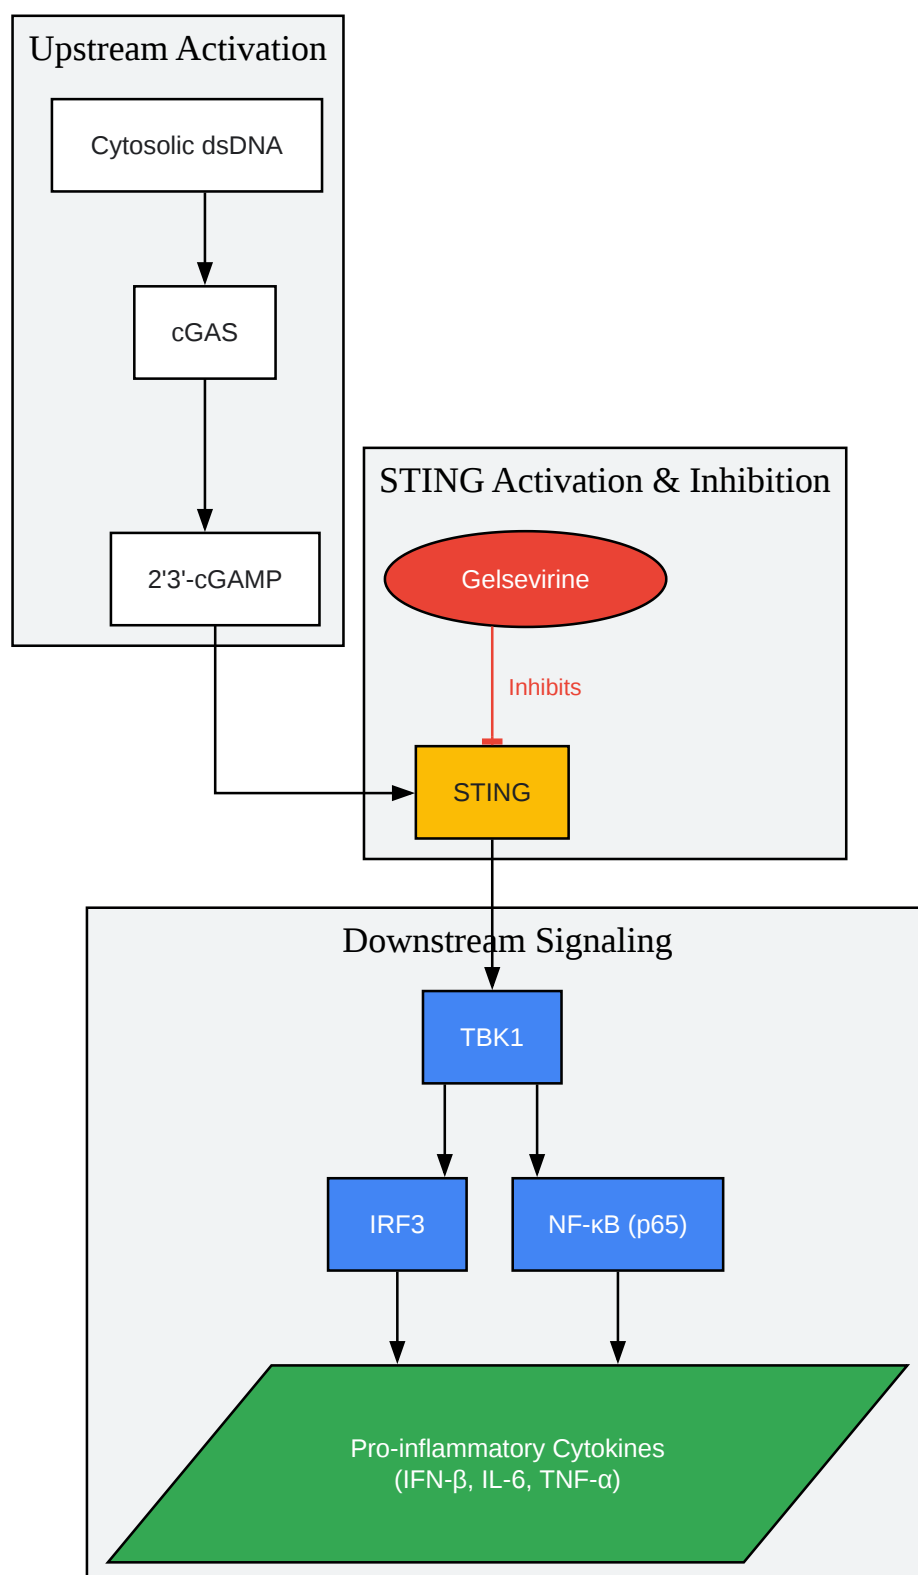 Upstream Activation
Cytosolic dsDNA
cGAS
2'3'-cGAMP
STING Activation & Inhibition
Gelsevirine
Inhibits
STING
Downstream Signaling
TBK1
IRF3
NF-κB (p65)
Pro-inflammatory Cytokines
(IFN-β, IL-6, TNF-α)